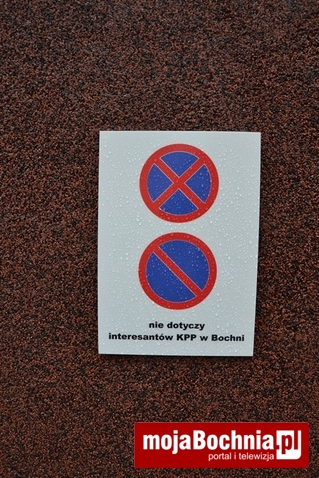 nie dotyczy
interesantów KPP w Bochni
mojaBochnia.pl
portal i telewizja